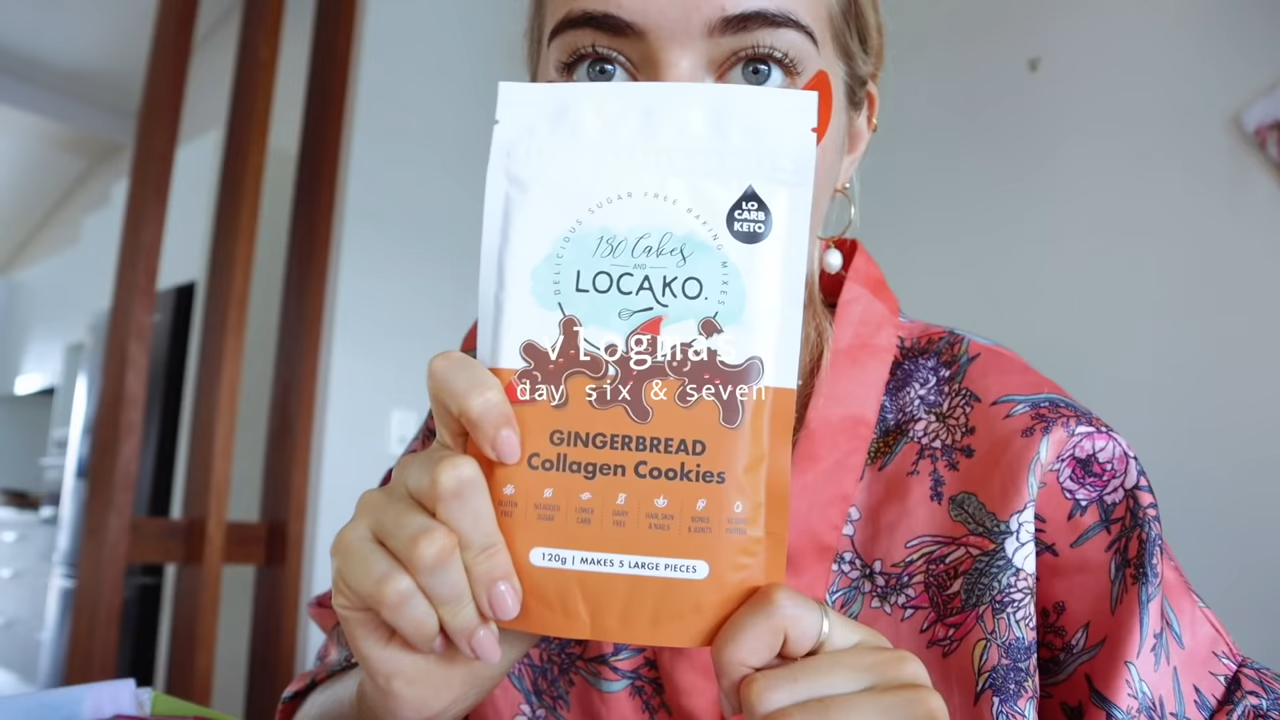 DELICIOUS SUGAR FREE BAKING MIXES
LO
CARB
KETO
180 Cakes
AND
LOCAKO.
vlogmas
day six & seven
GINGERBREAD
Collagen Cookies
GLUTEN FREE
NO ADDED SUGAR
LOWER CARB
DAIRY FREE
HAIR, SKIN & NAILS
BONES & JOINTS
120g | MAKES 5 LARGE PIECES